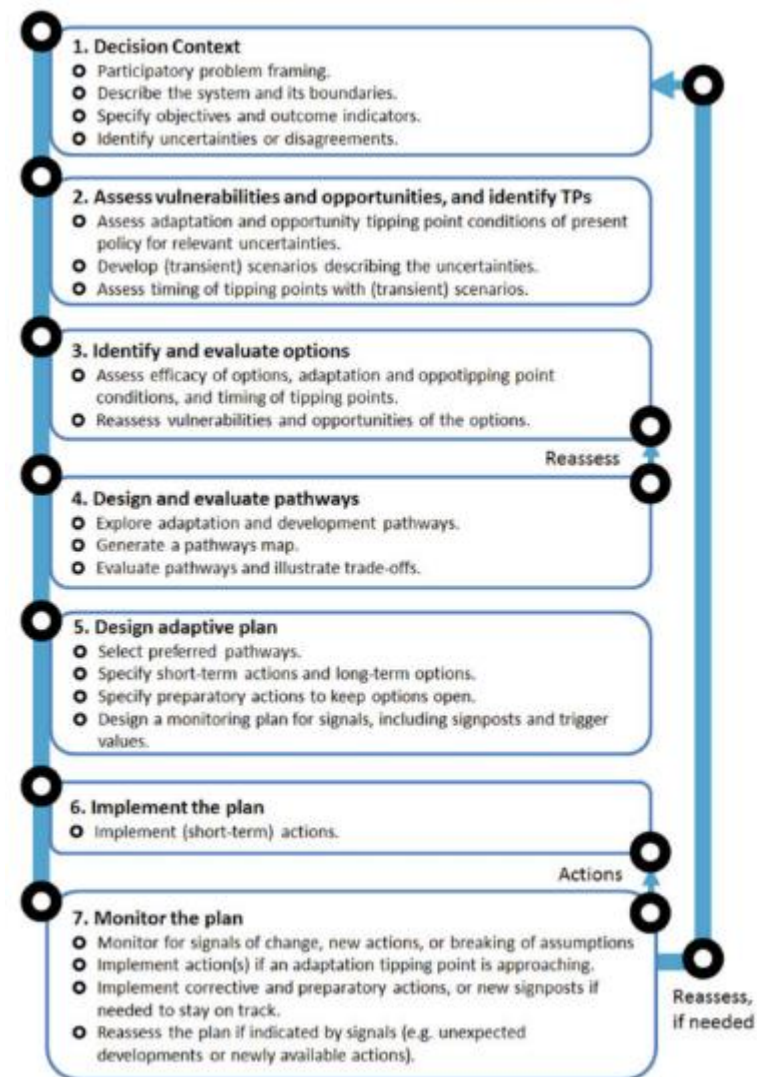 1. Decision Context
Participatory problem framing.
Describe the system and its boundaries.
Specify objectives and outcome indicators.
Identify uncertainties or disagreements.
2. Assess vulnerabilities and opportunities, and identify TPs
Assess adaptation and opportunity tipping point conditions of present
policy for relevant uncertainties.
Develop (transient) scenarios describing the uncertainties.
Assess timing of tipping points with (transient) scenarios.
3. Identify and evaluate options
Assess efficacy of options, adaptation and oppotipping point
conditions, and timing of tipping points.
Reassess vulnerabilities and opportunities of the options.
Reassess
4. Design and evaluate pathways
Explore adaptation and development pathways.
Generate a pathways map.
Evaluate pathways and illustrate trade-offs.
5. Design adaptive plan
Select preferred pathways.
Specify short-term actions and long-term options.
Specify preparatory actions to keep options open.
Design a monitoring plan for signals, including signposts and trigger
values.
6. Implement the plan
Implement (short-term) actions.
Actions
7. Monitor the plan
Monitor for signals of change, new actions, or breaking of assumptions
Implement action(s) if an adaptation tipping point is approaching.
Implement corrective and preparatory actions, or new signposts if
needed to stay on track.
Reassess the plan if indicated by signals (e.g. unexpected
developments or newly available actions).
Reassess,
if needed